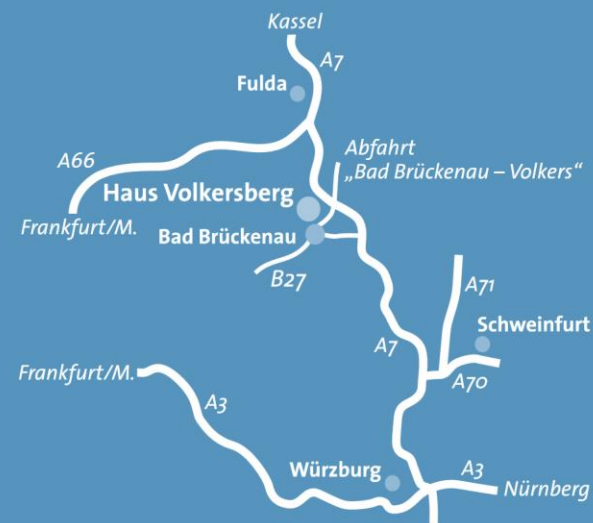 Kassel
A7
Fulda
Abfahrt
„Bad Brückenau – Volkers“
A66
Haus Volkersberg
Frankfurt/M.
Bad Brückenau
B27
A71
Schweinfurt
A7
Frankfurt/M.
A70
A3
Würzburg
A3
Nürnberg